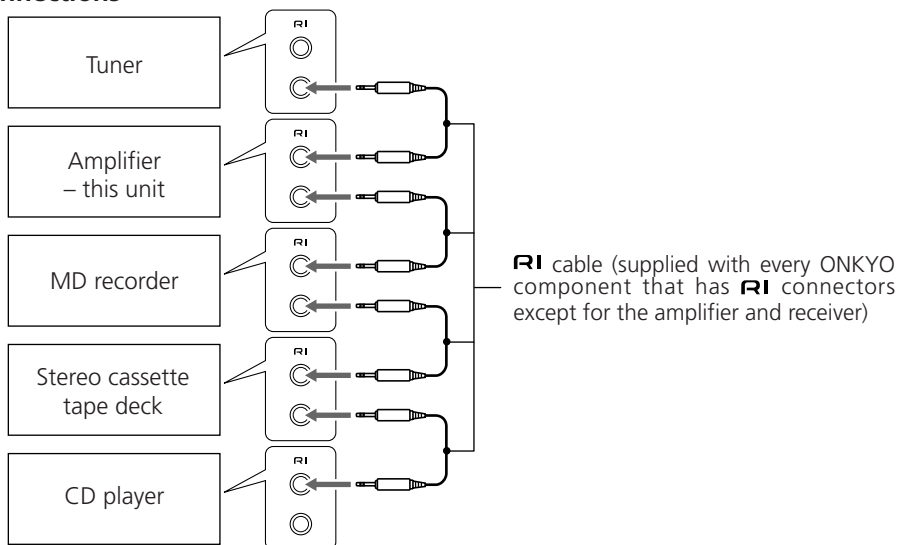 RI
Tuner
RI
Amplifier
– this unit
RI
MD recorder
RI cable (supplied with every ONKYO
component that has RI connectors
except for the amplifier and receiver)
RI
Stereo cassette
tape deck
RI
CD player